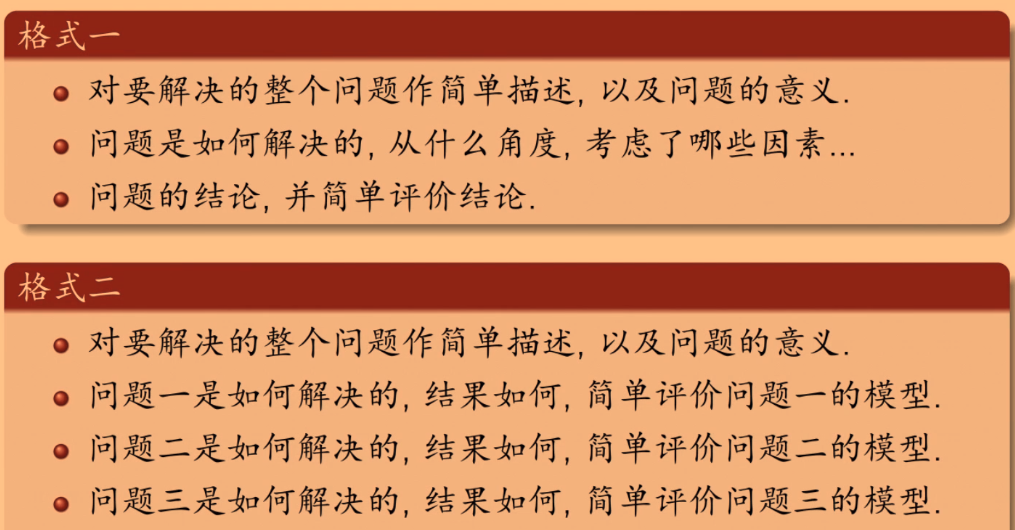 格式一
对要解决的整个问题作简单描述, 以及问题的意义.
问题是如何解决的, 从什么角度, 考虑了哪些因素...
问题的结论, 并简单评价结论.
格式二
对要解决的整个问题作简单描述, 以及问题的意义.
问题一是如何解决的, 结果如何, 简单评价问题一的模型.
问题二是如何解决的, 结果如何, 简单评价问题二的模型.
问题三是如何解决的, 结果如何, 简单评价问题三的模型.